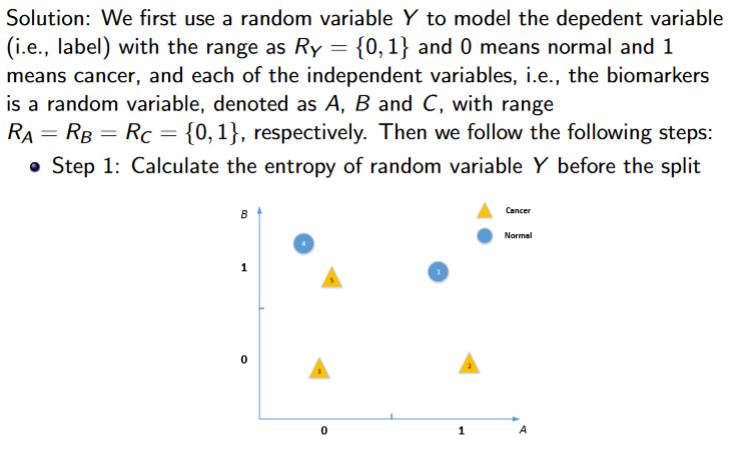 Solution: We first use a random variable Y to model the depedent variable
(i.e., label) with the range as R_Y = {0, 1} and 0 means normal and 1
means cancer, and each of the independent variables, i.e., the biomarkers
is a random variable, denoted as A, B and C, with range
R_A = R_B = R_C = {0, 1}, respectively. Then we follow the following steps:
• Step 1: Calculate the entropy of random variable Y before the split
B
Cancer
Normal
4
1
1
5
0
3
2
0
1
A